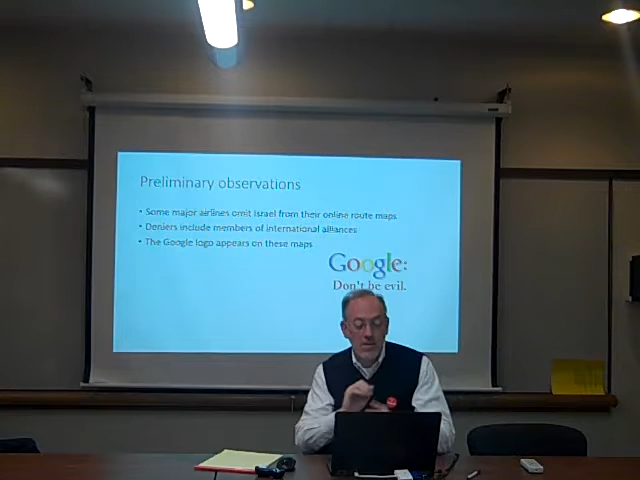 Preliminary observations
• Some major airlines omit Israel from their online route maps
• Deniers include members of international alliances
• The Google logo appears on these maps
Google:
Don't be evil.